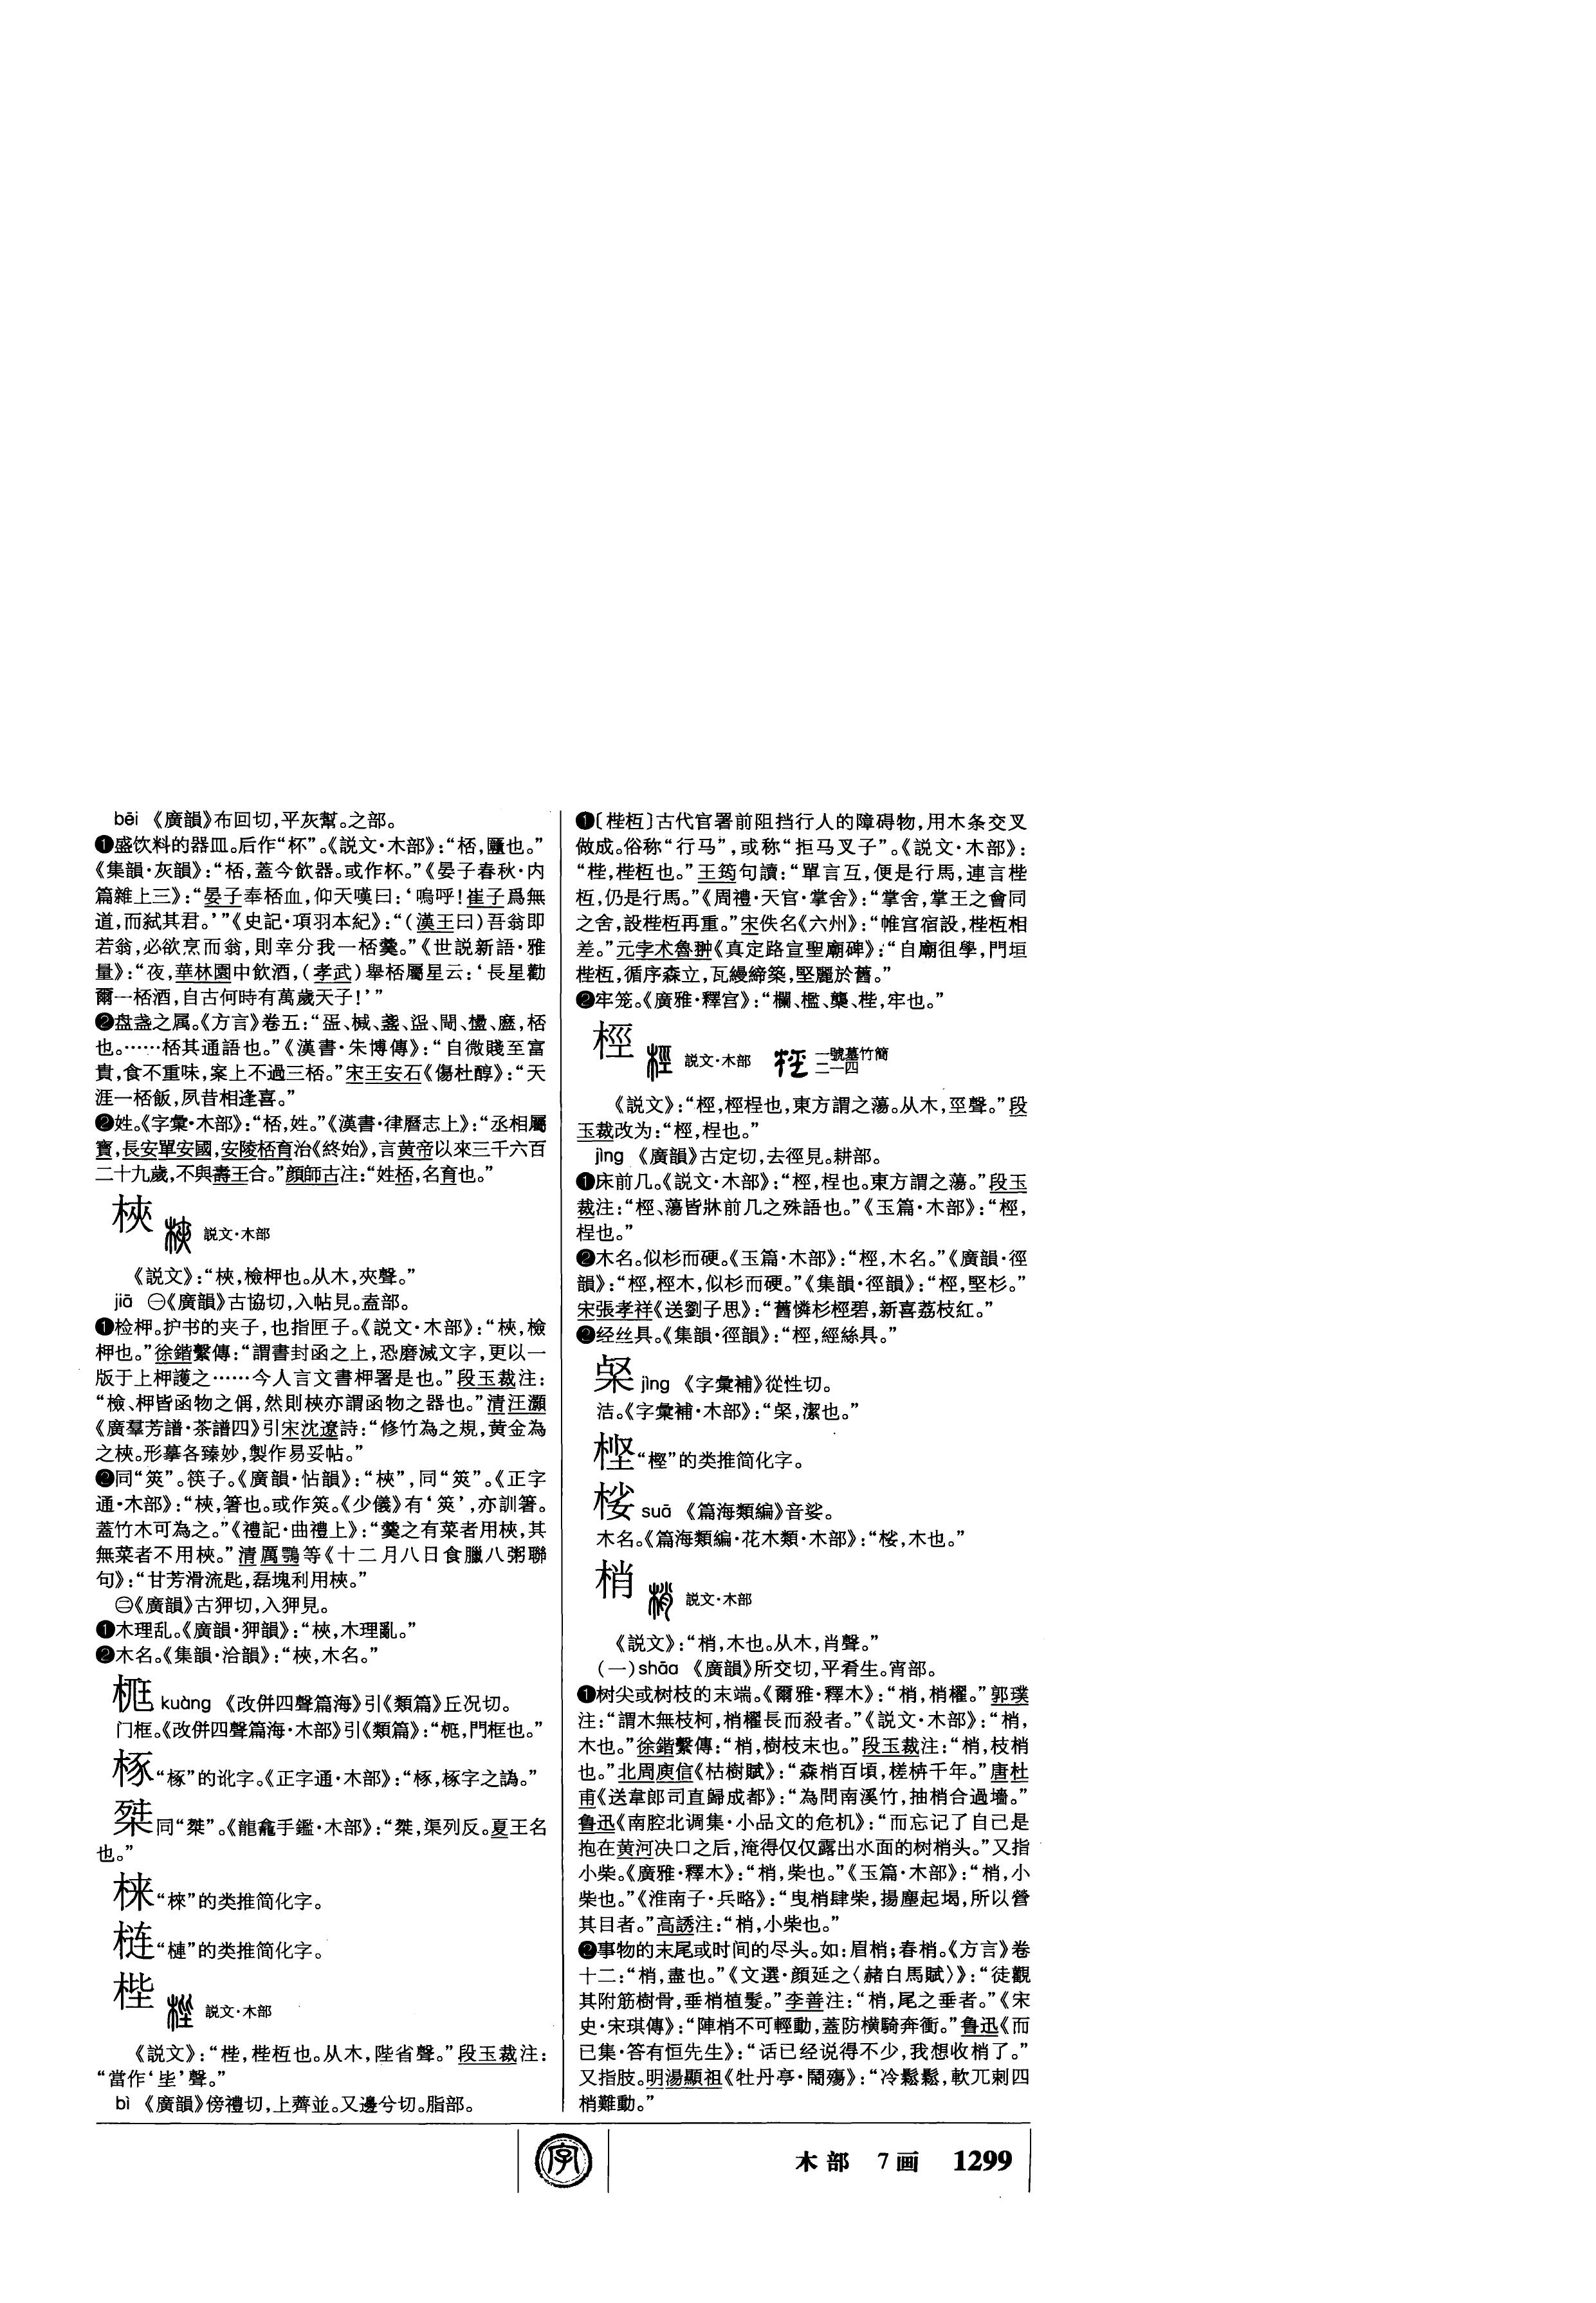 bēi 《廣韻》布回切，平灰幫。之部。
❶盛饮料的器皿。后作“杯”。《説文·木部》：“桮，𠥢也。”
《集韻·灰韻》：“桮，蓋今飲器。或作杯。”《晏子春秋·内
篇雜上三》：“晏子奉桮血，仰天嘆曰：‘嗚呼！崔子爲無
道，而弑其君。’”《史記·項羽本紀》：“（漢王曰）吾翁即
若翁，必欲烹而翁，則幸分我一桮羹。”《世説新語·雅
量》：“夜，華林園中飲酒，（孝武）舉桮屬星云：‘長星勸
爾一桮酒，自古何時有萬歲天子！’”
❷盘盏之属。《方言》卷五：“㿿、械、盞、㿾、閜、㯼、㽎，桮
也。……桮其通語也。”《漢書·朱博傳》：“自微賤至富
貴，食不重味，案上不過三桮。”宋王安石《傷杜醇》：“天
涯一桮飯，夙昔相逢喜。”
❷姓。《字彙·木部》：“桮，姓。”《漢書·律曆志上》：“丞相屬
寶，長安單安國，安陵桮育治《終始》，言黄帝以來三千六百
二十九歲，不與壽王合。”顔師古注：“姓桮，名育也。”
梜 説文·木部
《説文》：“梜，檢柙也。从木，夾聲。”
jiā ㊀《廣韻》古協切，入帖見。盍部。
❶检柙。护书的夹子，也指匣子。《説文·木部》：“梜，檢
柙也。”徐鍇繫傳：“謂書封函之上，恐磨滅文字，更以一
版于上柙護之……今人言文書柙署是也。”段玉裁注：
“檢、柙皆函物之偁，然則梜亦謂函物之器也。”清汪灝
《廣羣芳譜·茶譜四》引宋沈遼詩：“修竹為之規，黄金為
之梜。形摹各臻妙，製作易妥帖。”
❷同“筴”。筷子。《廣韻·怗韻》：“梜”，同“筴”。《正字
通·木部》：“梜，箸也。或作筴。《少儀》有‘筴’，亦訓箸。
蓋竹木可為之。”《禮記·曲禮上》：“羹之有菜者用梜，其
無菜者不用梜。”清厲鶚等《十二月八日食臘八粥聯
句》：“甘芳滑流匙，磊塊利用梜。”
㊁《廣韻》古狎切，入狎見。
❶木理乱。《廣韻·狎韻》：“梜，木理亂。”
❷木名。《集韻·洽韻》：“梜，木名。”
kuàng 《改併四聲篇海》引《類篇》丘况切。
门框。《改併四聲篇海·木部》引《類篇》：“，門框也。”
“椓”的讹字。《正字通·木部》：“，椓字之譌。”
同“桀”。《龍龕手鑑·木部》：“，渠列反。夏王名
也。”
梾“棶”的类推简化字。
梿“槤”的类推简化字。
梐 説文·木部
《説文》：“梐，梐枑也。从木，陛省聲。”段玉裁注：
“當作‘坒’聲。”
bì 《廣韻》傍禮切，上薺並。又邊兮切。脂部。
❶〔梐枑〕古代官署前阻挡行人的障碍物，用木条交叉
做成。俗称“行马”，或称“拒马叉子”。《説文·木部》：
“梐，梐枑也。”王筠句讀：“單言互，便是行馬，連言梐
枑，仍是行馬。”《周禮·天官·掌舍》：“掌舍，掌王之會同
之舍，設梐枑再重。”宋佚名《六州》：“帷宫宿設，梐枑相
差。”元孛术魯翀《真定路宣聖廟碑》：“自廟徂學，門垣
梐枑，循序森立，瓦縵締築，堅麗於舊。”
❷牢笼。《廣雅·釋宫》：“欄、檻、櫳、梐，牢也。”
桱 説文·木部 一號墓竹簡二一四
《説文》：“桱，桱桯也，東方謂之蕩。从木，巠聲。”段
玉裁改为：“桱，桯也。”
jìng 《廣韻》古定切，去徑見。耕部。
❶床前几。《説文·木部》：“桱，桯也。東方謂之蕩。”段玉
裁注：“桱、蕩皆牀前几之殊語也。”《玉篇·木部》：“桱，
桯也。”
❷木名。似杉而硬。《玉篇·木部》：“桱，木名。”《廣韻·徑
韻》：“桱，桱木，似杉而硬。”《集韻·徑韻》：“桱，堅杉。”
宋張孝祥《送劉子思》：“舊憐杉桱碧，新喜荔枝紅。”
❷经丝具。《集韻·徑韻》：“桱，經絲具。”
jìng 《字彙補》從性切。
洁。《字彙補·木部》：“，潔也。”
㭴“樫”的类推简化字。
桵 suā 《篇海類編》音娑。
木名。《篇海類編·花木類·木部》：“桵，木也。”
梢 説文·木部
《説文》：“梢，木也。从木，肖聲。”
（一）shāo 《廣韻》所交切，平肴生。宵部。
❶树尖或树枝的末端。《爾雅·釋木》：“梢，梢櫂。”郭璞
注：“謂木無枝柯，梢櫂長而殺者。”《説文·木部》：“梢，
木也。”徐鍇繫傳：“梢，樹枝末也。”段玉裁注：“梢，枝梢
也。”北周庾信《枯樹賦》：“森梢百頃，槎枿千年。”唐杜
甫《送韋郎司直歸成都》：“為問南溪竹，抽梢合過墻。”
鲁迅《南腔北调集·小品文的危机》：“而忘记了自己是
抱在黄河决口之后，淹得仅仅露出水面的树梢头。”又指
小柴。《廣雅·釋木》：“梢，柴也。”《玉篇·木部》：“梢，小
柴也。”《淮南子·兵略》：“曳梢肆柴，揚塵起堨，所以營
其目者。”高誘注：“梢，小柴也。”
❷事物的末尾或时间的尽头。如：眉梢；春梢。《方言》卷
十二：“梢，盡也。”《文選·顔延之〈赭白馬賦〉》：“徒觀
其附筋樹骨，垂梢植髮。”李善注：“梢，尾之垂者。”《宋
史·宋琪傳》：“陣梢不可輕動，蓋防横騎奔衝。”鲁迅《而
已集·答有恒先生》：“话已经说得不少，我想收梢了。”
又指肢。明湯顯祖《牡丹亭·鬧殤》：“冷鬆鬆，軟兀剌四
梢難動。”
字
木部 7画 1299